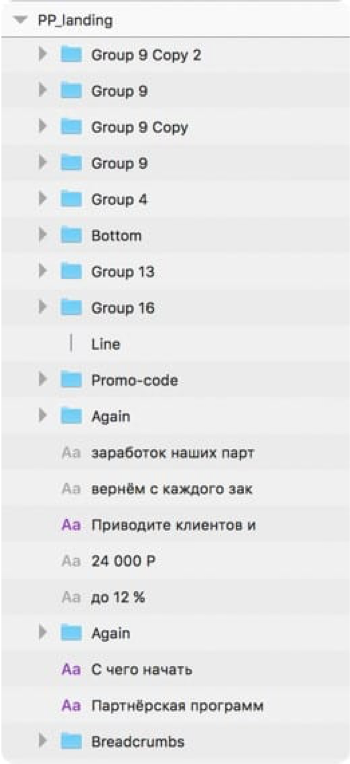 PP_landing
Group 9 Copy 2
Group 9
Group 9 Copy
Group 9
Group 4
Bottom
Group 13
Group 16
Line
Promo-code
Again
Aa заработок наших парт
Aa вернём с каждого зак
Aa Приводите клиентов и
Aa 24 000 Р
Aa до 12 %
Again
Aa С чего начать
Aa Партнёрская программ
Breadcrumbs